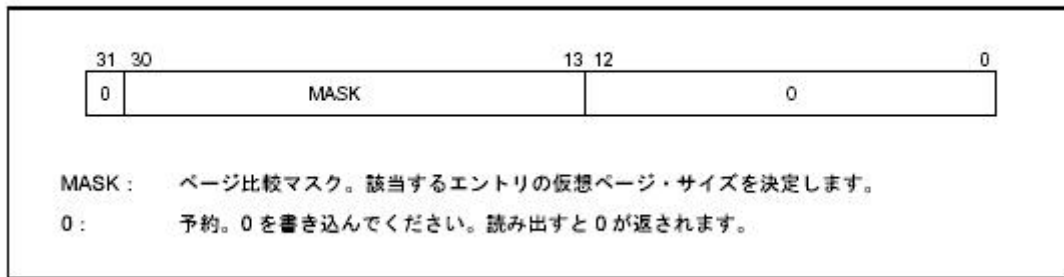 31 30 13 12 0
0 MASK 0
MASK : ページ比較マスク。該当するエントリの仮想ページ・サイズを決定します。
0 : 予約。0 を書き込んでください。読み出すと 0 が返されます。